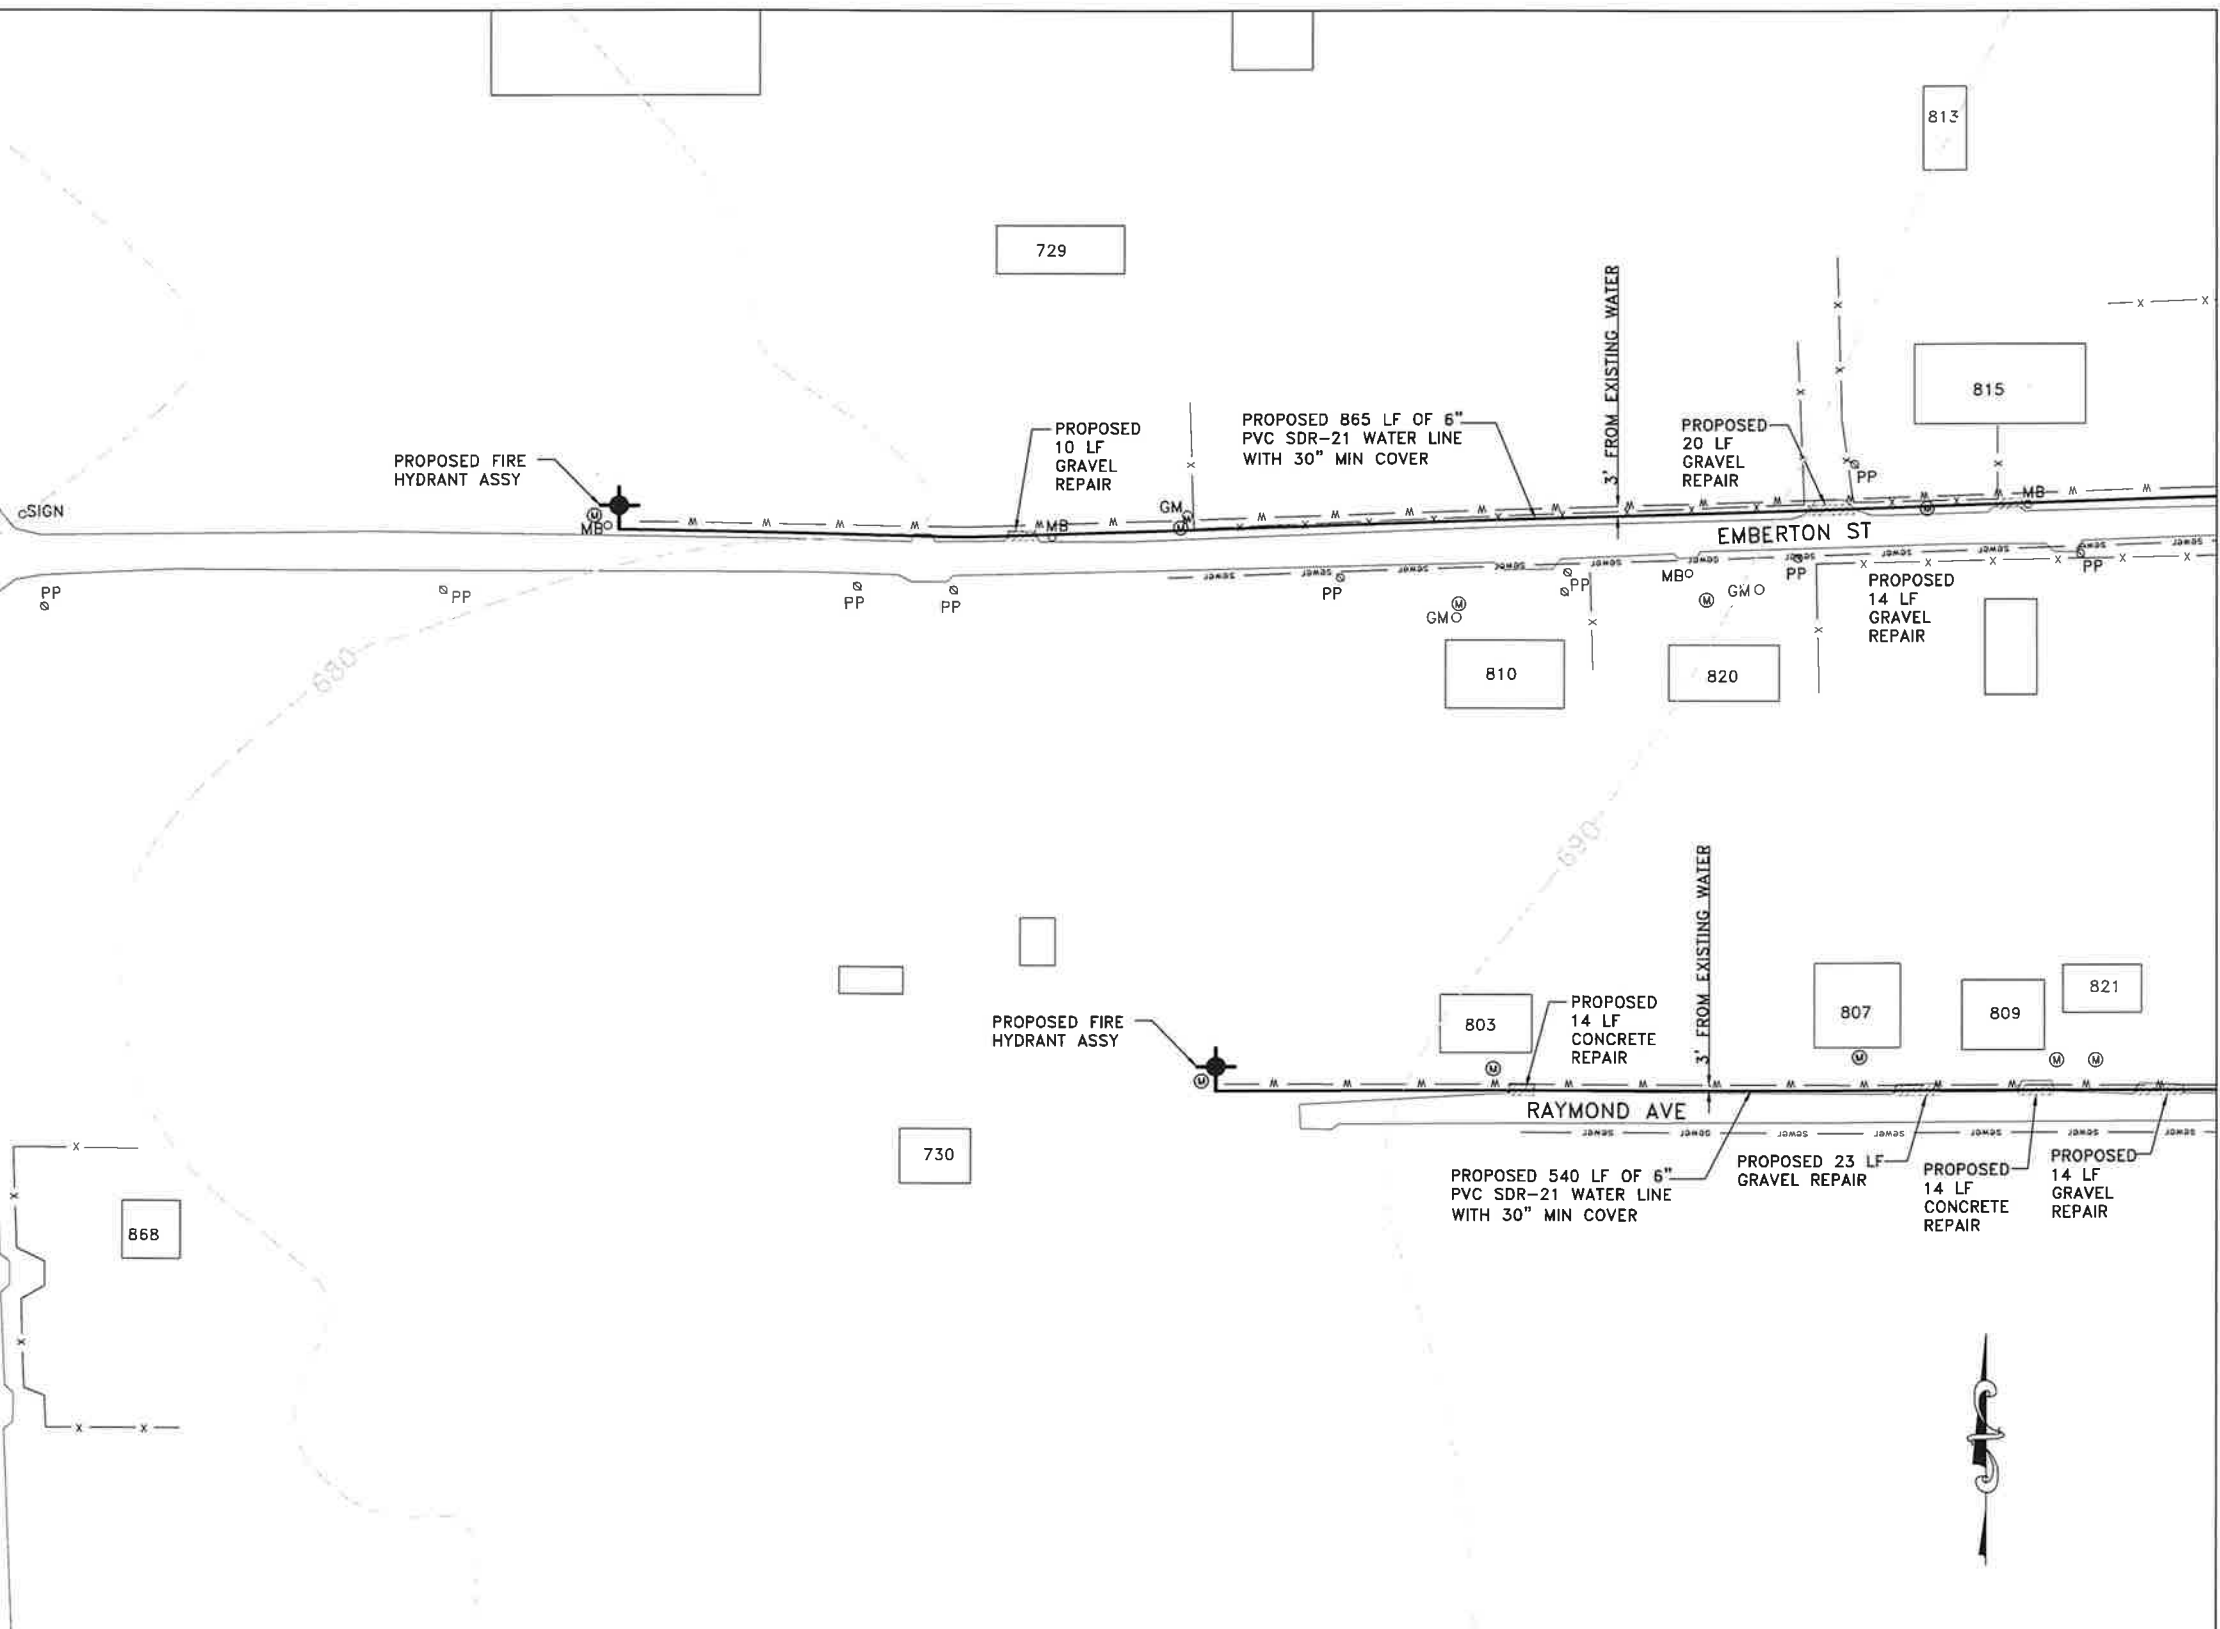 813
729
3' FROM EXISTING WATER
815
PROPOSED
10 LF
GRAVEL
REPAIR
PROPOSED 865 LF OF 6"
PVC SDR-21 WATER LINE
WITH 30" MIN COVER
PROPOSED
20 LF
GRAVEL
REPAIR
PROPOSED FIRE
HYDRANT ASSY
PP
SIGN
MB
MB
GM
MB
EMBERTON ST
PP
PP
PP
PP
PP
PP
MB
PP
PP
GM
GM
PROPOSED
14 LF
GRAVEL
REPAIR
680
810
820
690
3' FROM EXISTING WATER
PROPOSED FIRE
HYDRANT ASSY
803
PROPOSED
14 LF
CONCRETE
REPAIR
807
809
821
RAYMOND AVE
730
868
PROPOSED 540 LF OF 6"
PVC SDR-21 WATER LINE
WITH 30" MIN COVER
PROPOSED 23 LF
GRAVEL REPAIR
PROPOSED
14 LF
CONCRETE
REPAIR
PROPOSED
14 LF
GRAVEL
REPAIR